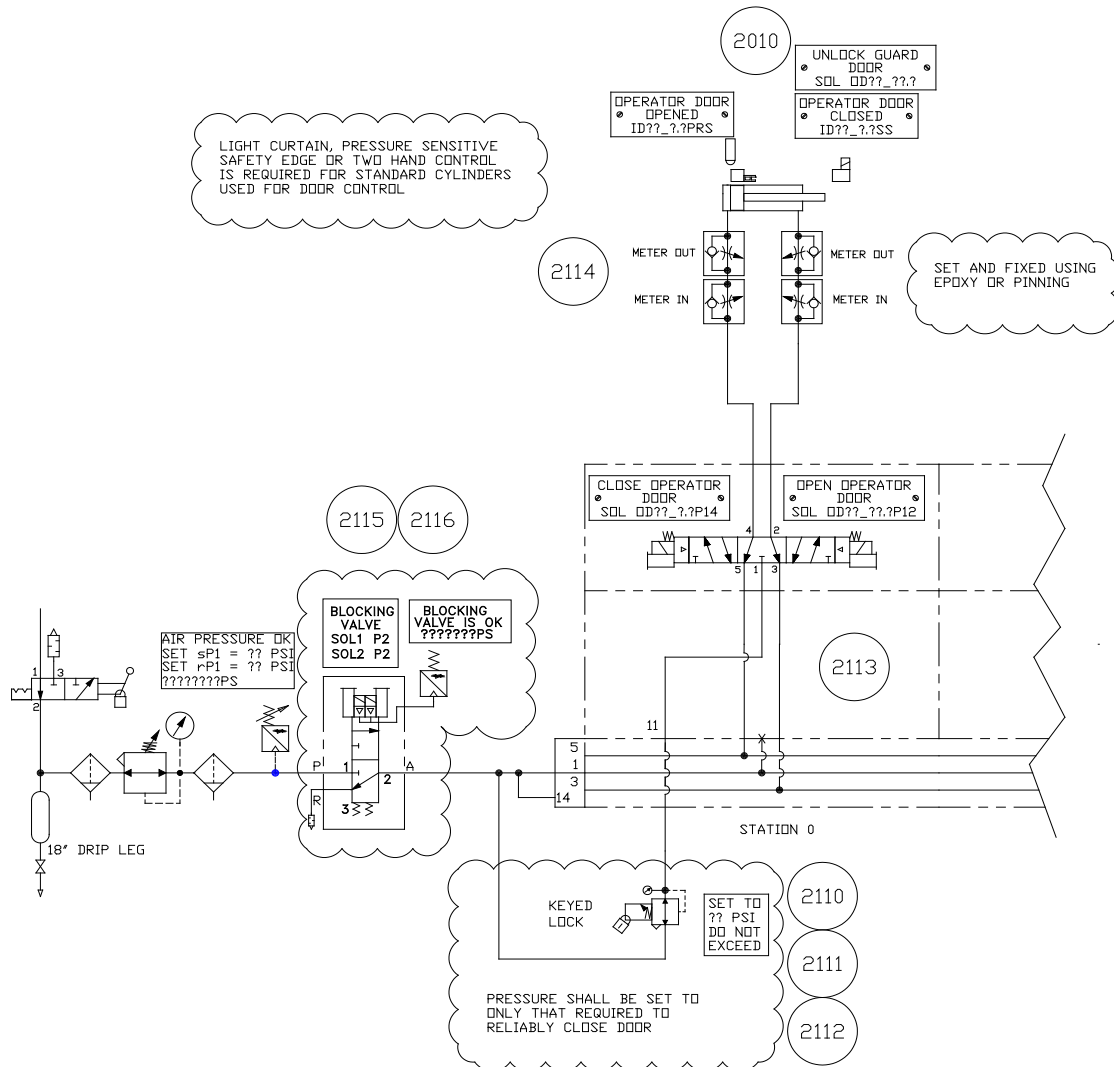 2010
UNLOCK GUARD
DOOR
SOL OD??_??.?
OPERATOR DOOR
OPENED
ID??_?.?PRS
OPERATOR DOOR
CLOSED
ID??_?.?SS
LIGHT CURTAIN, PRESSURE SENSITIVE
SAFETY EDGE OR TWO HAND CONTROL
IS REQUIRED FOR STANDARD CYLINDERS
USED FOR DOOR CONTROL
2114
METER OUT
METER OUT
METER IN
METER IN
SET AND FIXED USING
EPOXY OR PINNING
CLOSE OPERATOR
DOOR
SOL OD??_?.?P14
OPEN OPERATOR
DOOR
SOL OD??_??.?P12
4 2
5 1 3
2115
2116
BLOCKING
VALVE
SOL1 P2
SOL2 P2
BLOCKING
VALVE IS OK
???????PS
AIR PRESSURE OK
SET sP1 = ?? PSI
SET rP1 = ?? PSI
????????PS
1 3
2
2113
11
P 1 2 A
R
3
5
1
3
14
STATION 0
18" DRIP LEG
KEYED
LOCK
SET TO
?? PSI
DO NOT
EXCEED
2110
2111
2112
PRESSURE SHALL BE SET TO
ONLY THAT REQUIRED TO
RELIABLY CLOSE DOOR